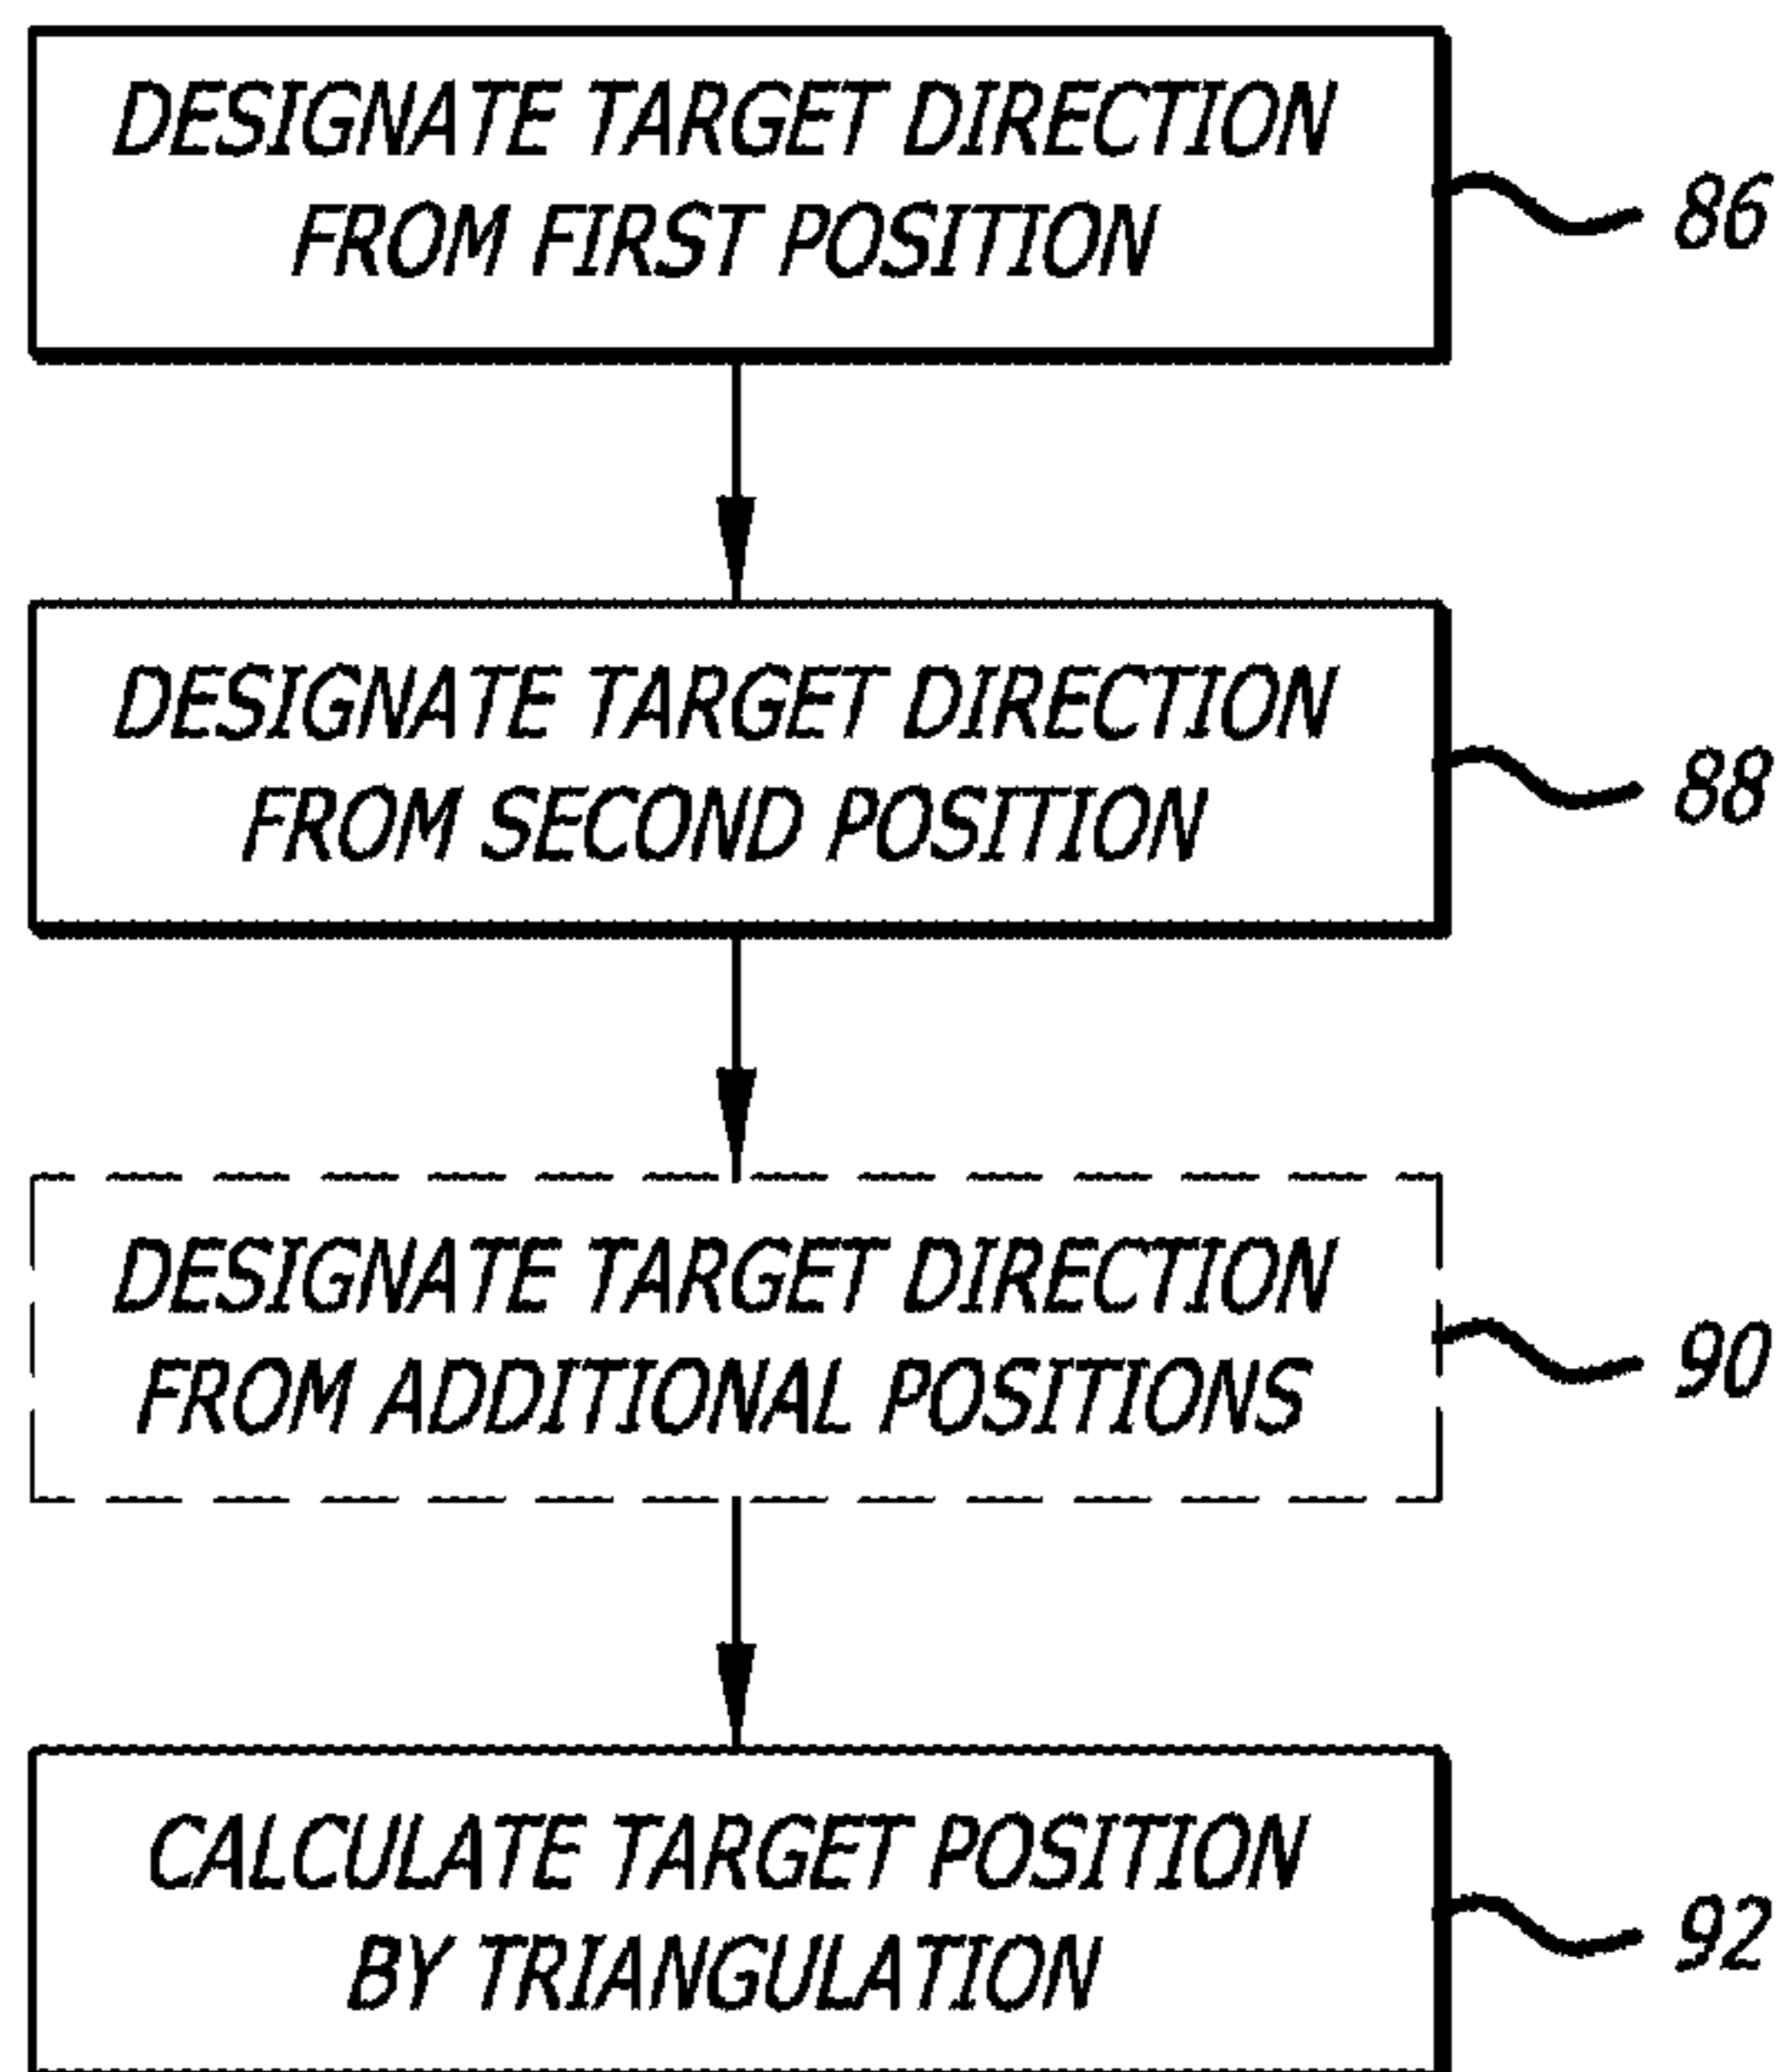 DESIGNATE TARGET DIRECTION
FROM FIRST POSITION
86
DESIGNATE TARGET DIRECTION
FROM SECOND POSITION
88
DESIGNATE TARGET DIRECTION
FROM ADDITIONAL POSITIONS
90
CALCULATE TARGET POSITION
BY TRIANGULATION
92